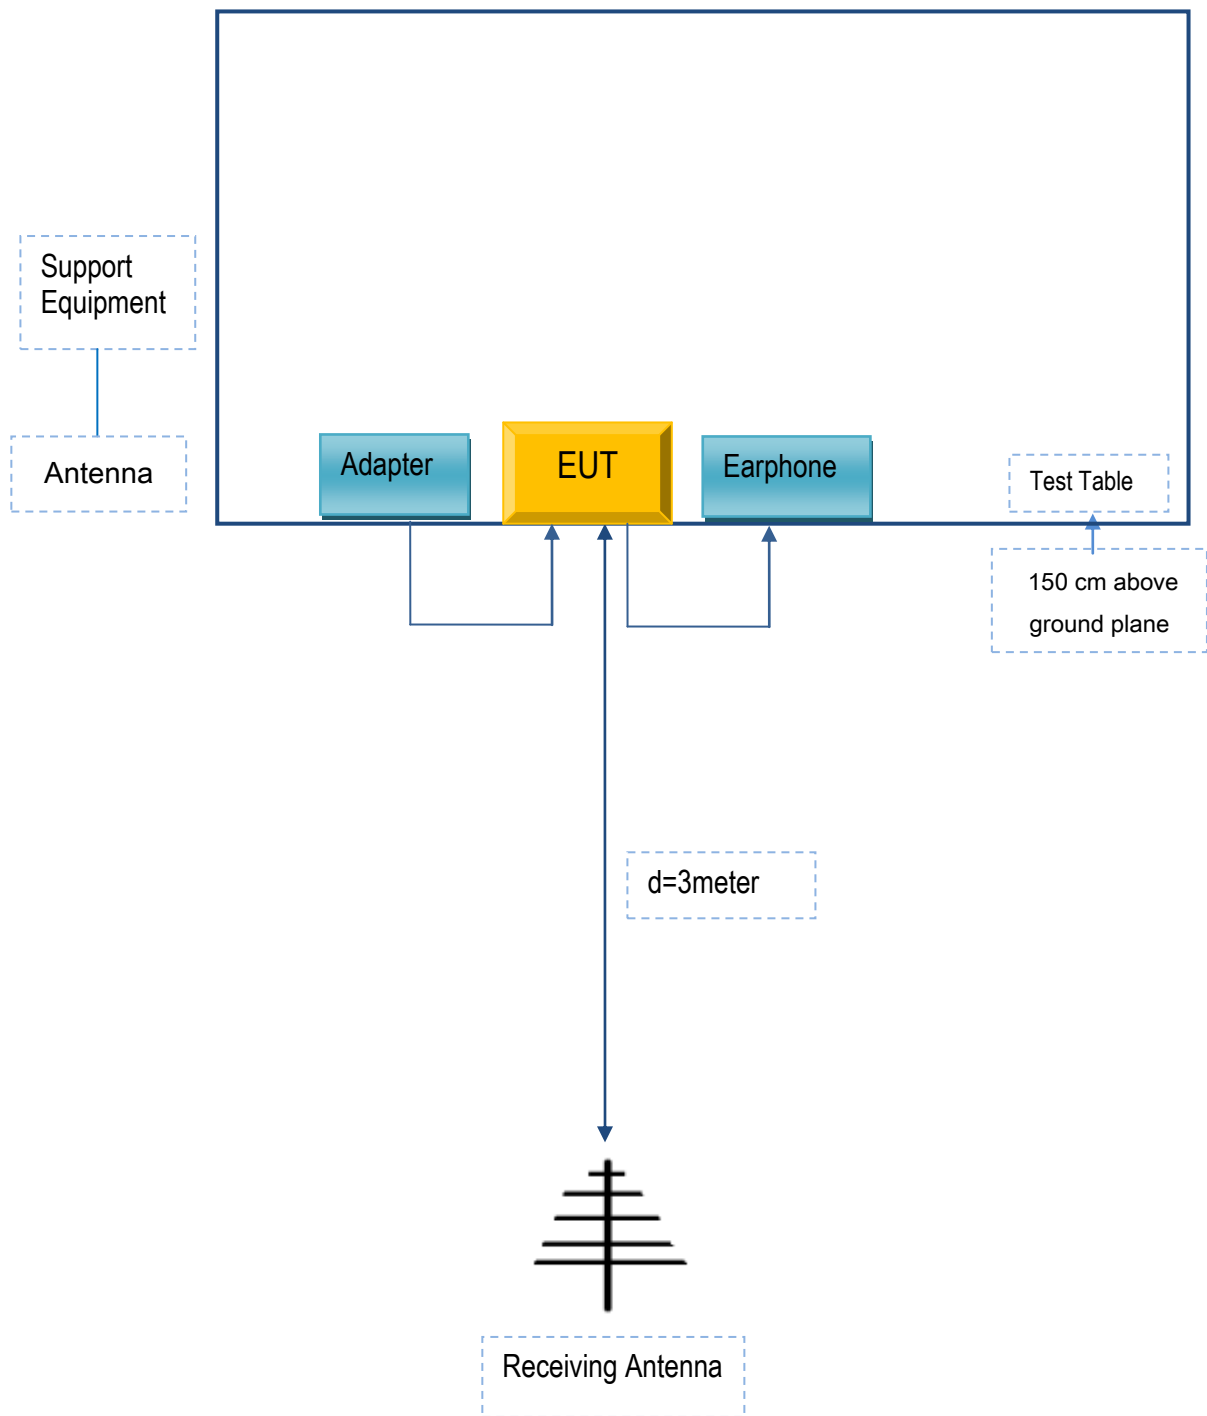 Support
Equipment
Antenna
Adapter
EUT
Earphone
Test Table
150 cm above
ground plane
d=3meter
Receiving Antenna